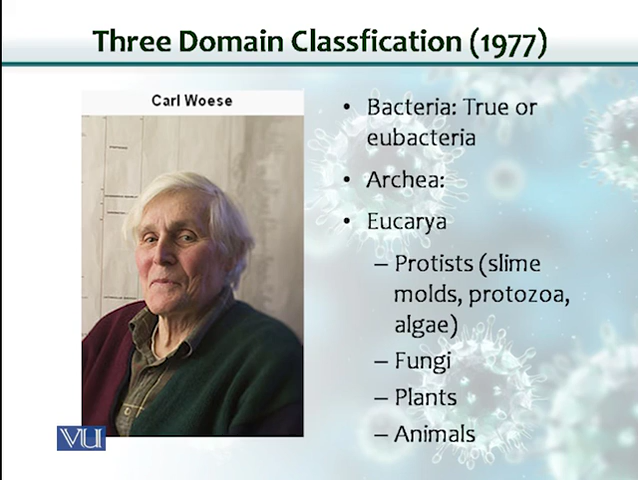 Three Domain Classfication (1977)
Carl Woese
• Bacteria: True or
eubacteria
• Archea:
• Eucarya
– Protists (slime
molds, protozoa,
algae)
– Fungi
– Plants
– Animals
VU